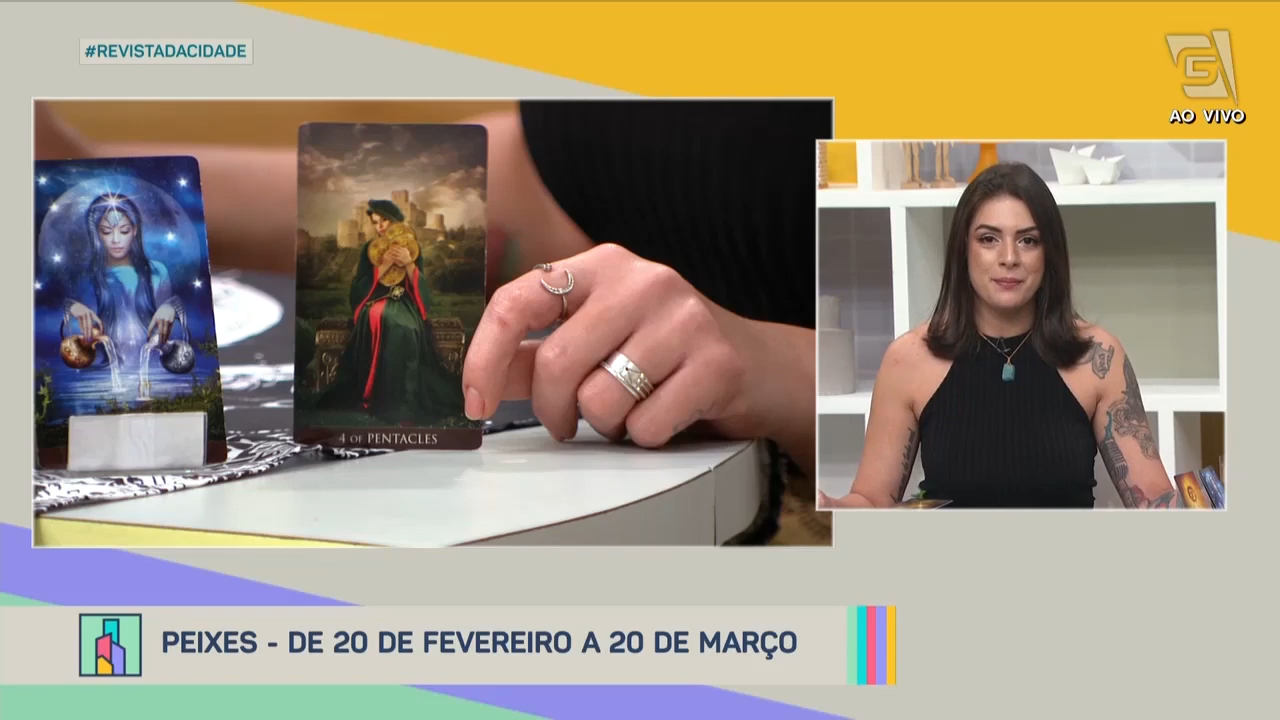 #REVISTADACIDADE
G
AO VIVO
4 OF PENTACLES
PEIXES - DE 20 DE FEVEREIRO A 20 DE MARÇO